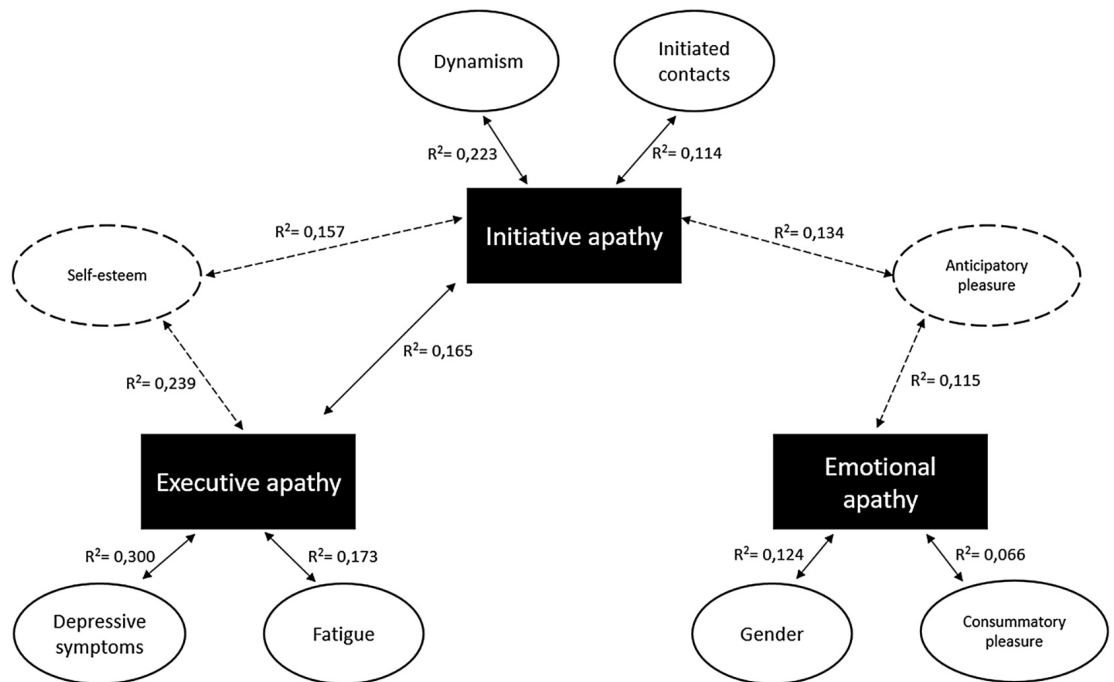 Dynamism
Initiated
contacts
R²= 0,223
R²= 0,114
Initiative apathy
R²= 0,157
R²= 0,134
Self-esteem
Anticipatory
pleasure
R²= 0,165
R²= 0,239
R²= 0,115
Executive apathy
Emotional
apathy
R²= 0,300
R²= 0,173
R²= 0,124
R²= 0,066
Depressive
symptoms
Fatigue
Gender
Consummatory
pleasure